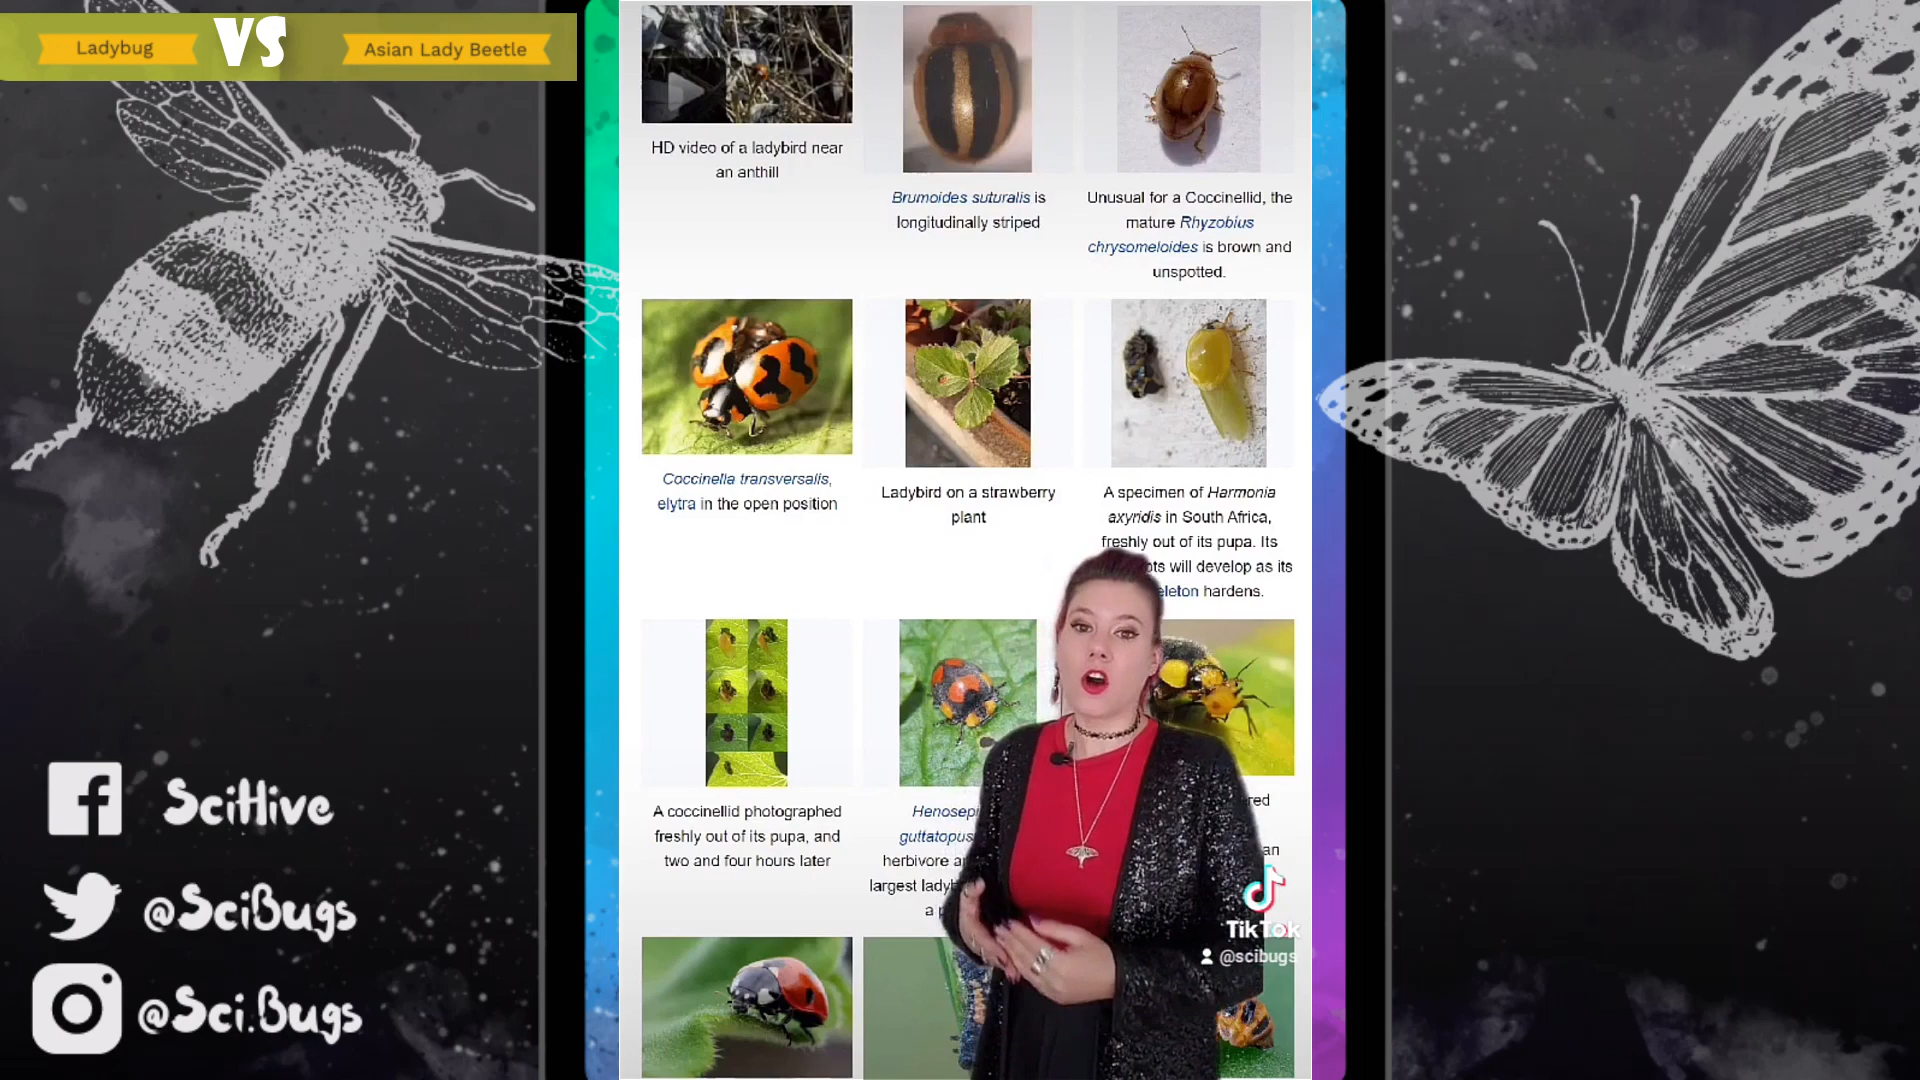 Ladybug
VS
Asian Lady Beetle
HD video of a ladybird near
an anthill
Brumoides suturalis is
longitudinally striped
Unusual for a Coccinellid, the
mature Rhyzobius
chrysomeloides is brown and
unspotted.
Coccinella transversalis,
elytra in the open position
Ladybird on a strawberry
plant
A specimen of Harmonia
axyridis in South Africa,
freshly out of its pupa. Its
will develop as its
hardens.
A coccinellid photographed
freshly out of its pupa, and
two and four hours later
herbivore
largest
a
SciHive
@SciBugs
@Sci.Bugs
TikTok
@scibugs